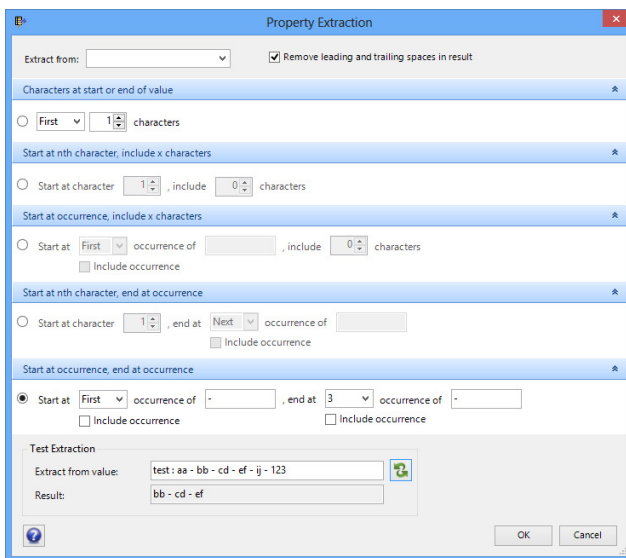 Property Extraction
Extract from: Remove leading and trailing spaces in result
Characters at start or end of value
First 1 characters
Start at nth character, include x characters
Start at character 1 , include 0 characters
Start at occurrence, include x characters
Start at First occurrence of , include 0 characters
Include occurrence
Start at nth character, end at occurrence
Start at character 1 , end at Next occurrence of
Include occurrence
Start at occurrence, end at occurrence
Start at First occurrence of - , end at 3 occurrence of -
Include occurrence Include occurrence
Test Extraction
Extract from value: test : aa - bb - cd - ef - ij - 123
Result: bb - cd - ef
? OK Cancel